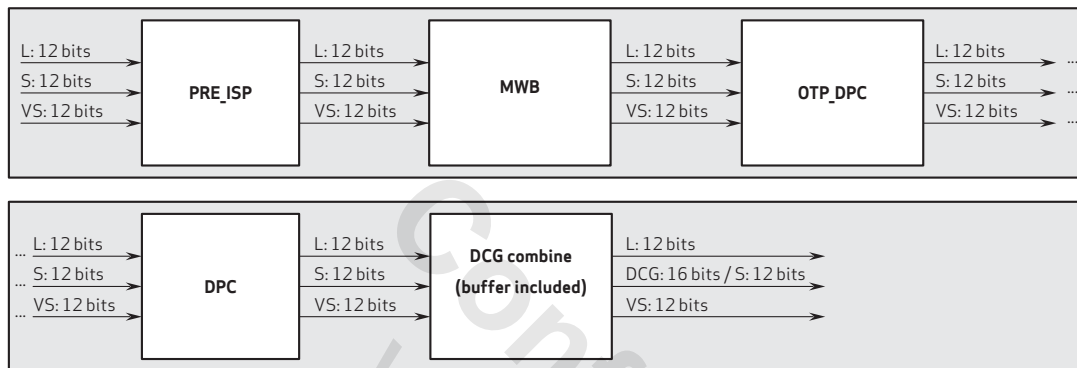 L: 12 bits
S: 12 bits
VS: 12 bits
PRE_ISP
L: 12 bits
S: 12 bits
VS: 12 bits
MWB
L: 12 bits
S: 12 bits
VS: 12 bits
OTP_DPC
L: 12 bits ...
S: 12 bits ...
VS: 12 bits ...
... L: 12 bits
... S: 12 bits
... VS: 12 bits
DPC
L: 12 bits
S: 12 bits
VS: 12 bits
DCG combine
(buffer included)
L: 12 bits
DCG: 16 bits / S: 12 bits
VS: 12 bits
Conf